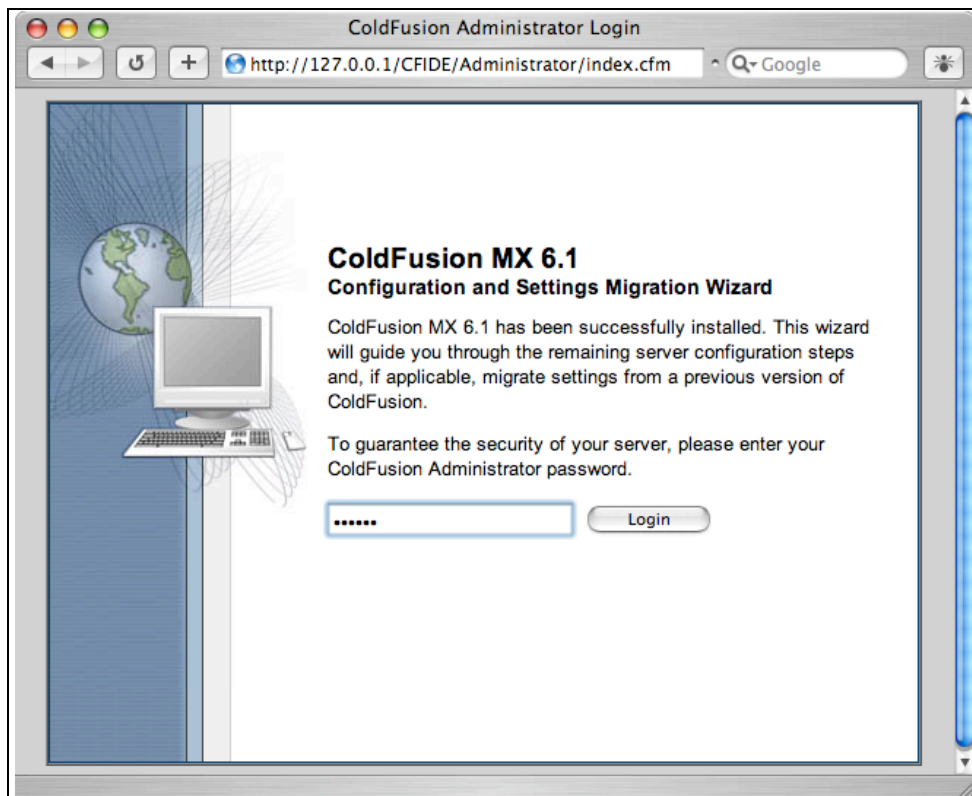 ColdFusion Administrator Login
http://127.0.0.1/CFIDE/Administrator/index.cfm
Google
ColdFusion MX 6.1
Configuration and Settings Migration Wizard
ColdFusion MX 6.1 has been successfully installed. This wizard
will guide you through the remaining server configuration steps
and, if applicable, migrate settings from a previous version of
ColdFusion.
To guarantee the security of your server, please enter your
ColdFusion Administrator password.
••••••
Login